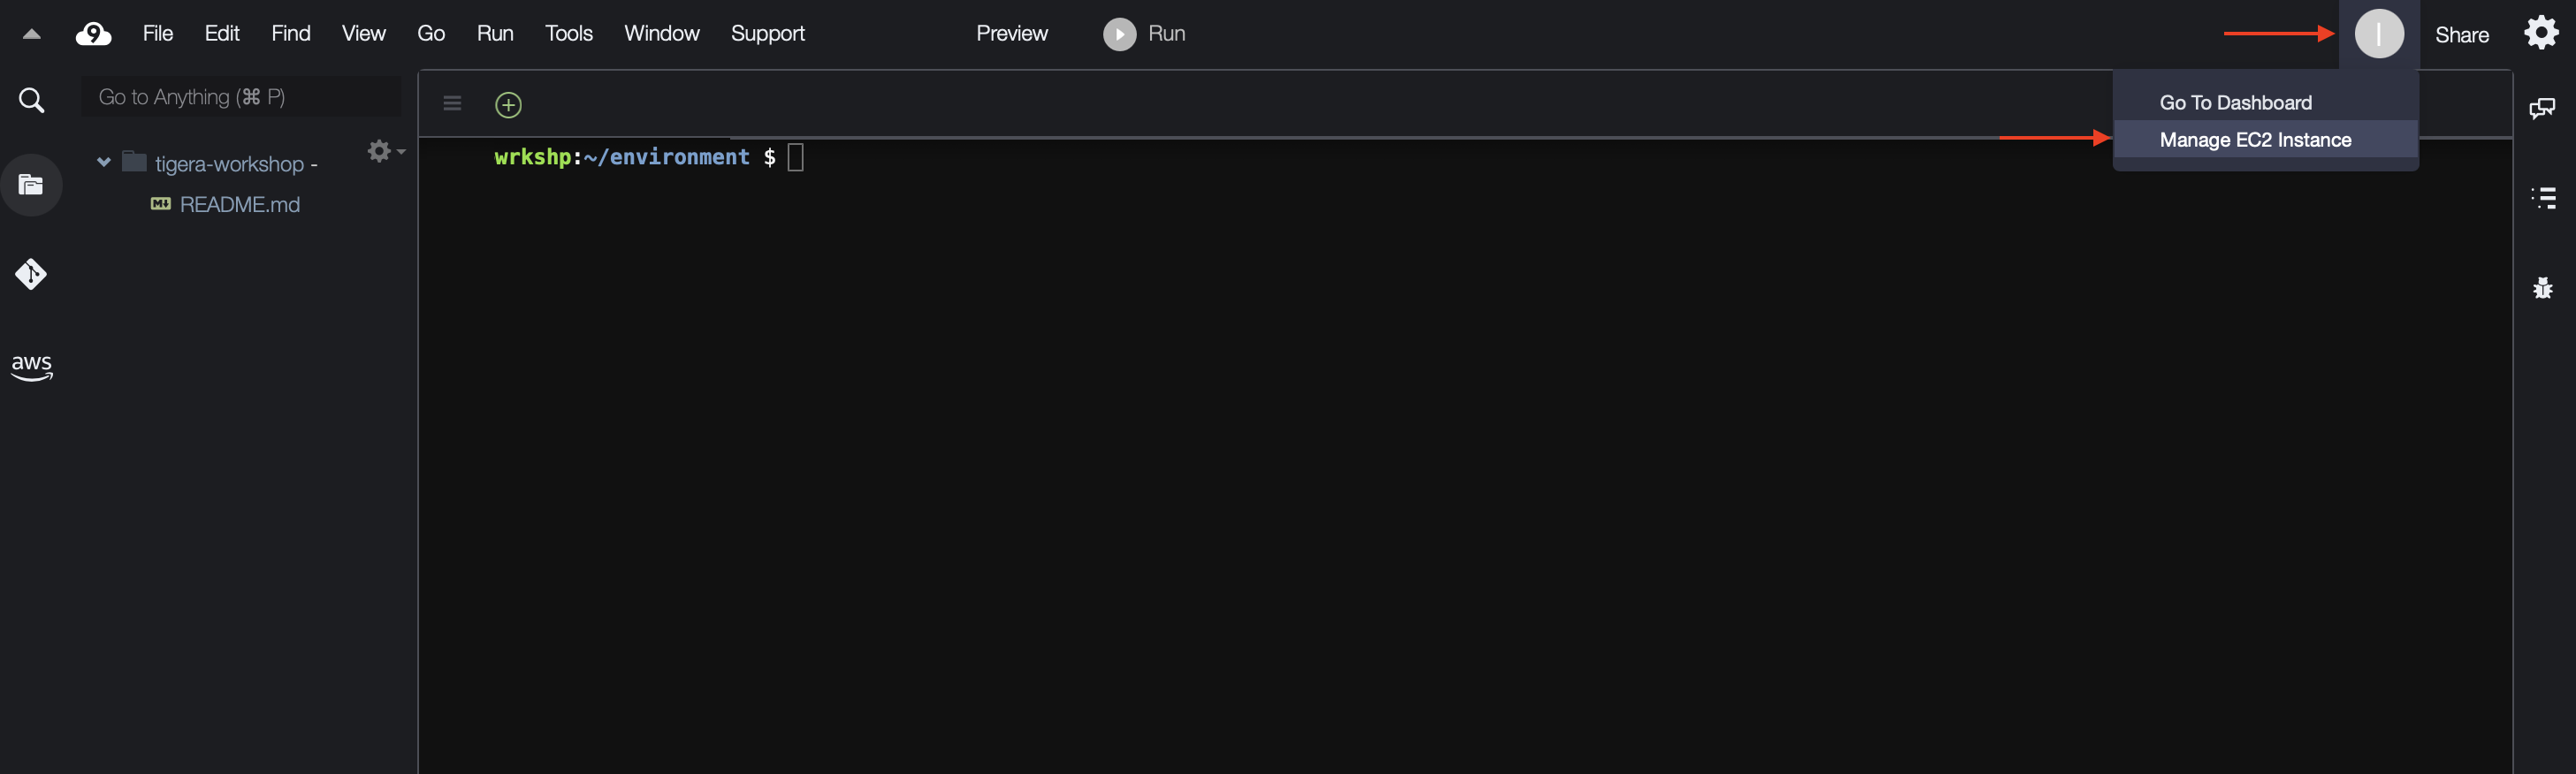 9 File Edit Find View Go Run Tools Window Support Preview Run I Share
Go to Anything (⌘ P)
Go To Dashboard
Manage EC2 Instance
wrkshp:~/environment $
tigera-workshop -
README.md
aws